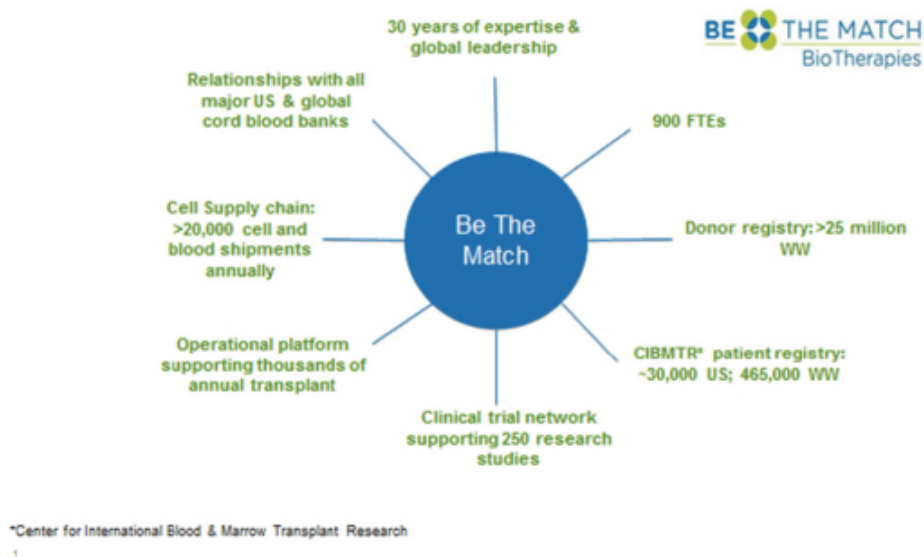 30 years of expertise &
global leadership
BE THE MATCH
BioTherapies
Relationships with all
major US & global
cord blood banks
900 FTEs
Cell Supply chain:
>20,000 cell and
blood shipments
annually
Be The
Match
Donor registry: >25 million
WW
Operational platform
supporting thousands of
annual transplant
CIBMTR* patient registry:
~30,000 US; 465,000 WW
Clinical trial network
supporting 250 research
studies
*Center for International Blood & Marrow Transplant Research
1